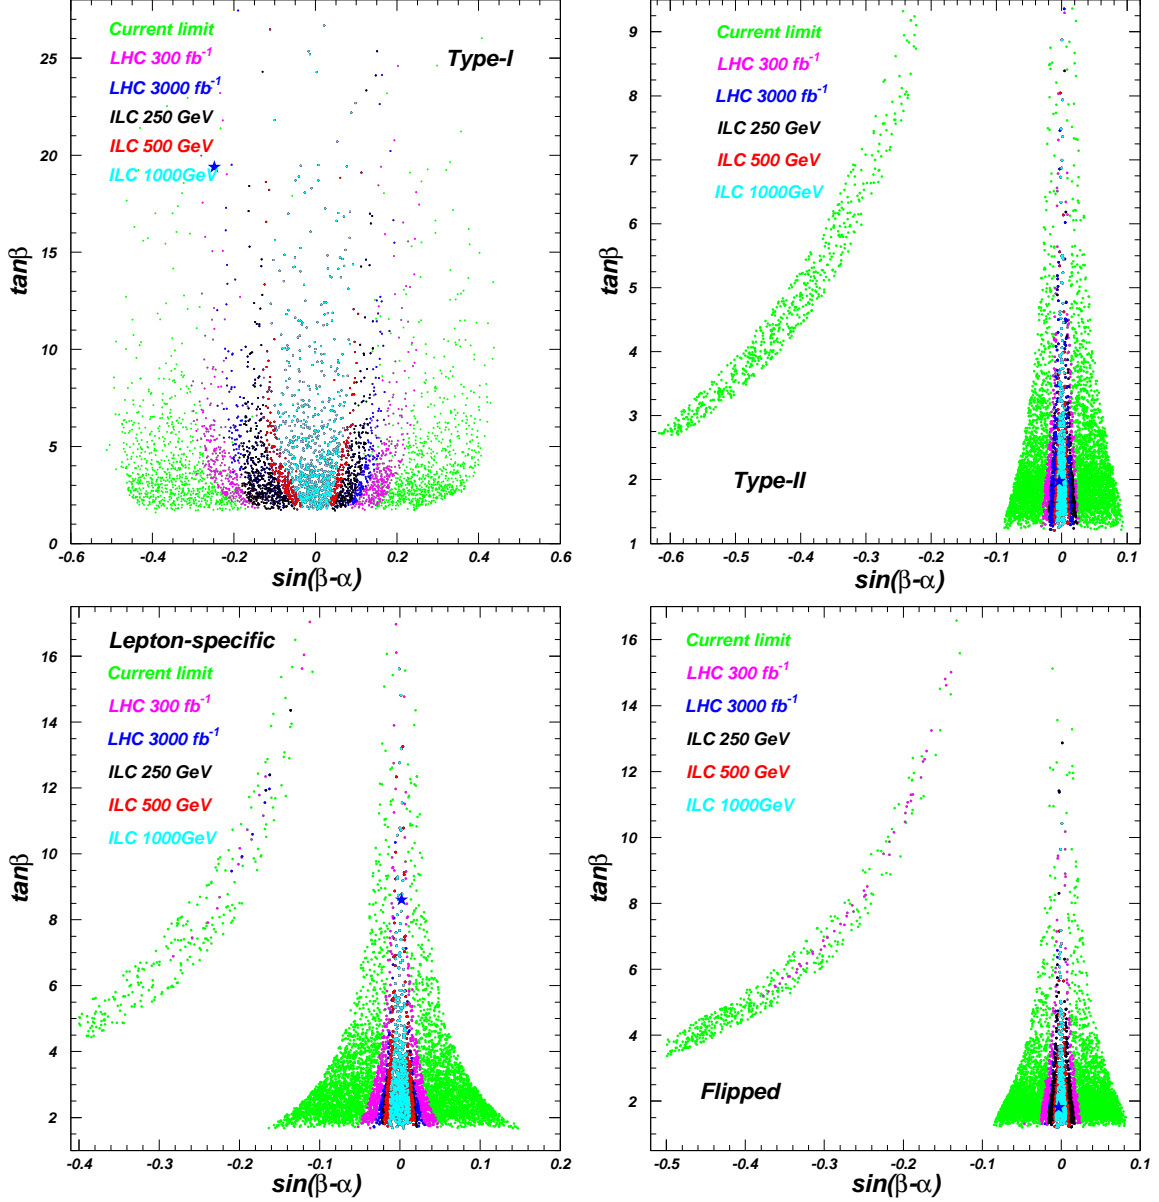 Current limit
LHC 300 fb-1
LHC 3000 fb-1
ILC 250 GeV
ILC 500 GeV
ILC 1000GeV
Type-I
25
20
15
10
5
0
tanβ
-0.6 -0.4 -0.2 0 0.2 0.4 0.6
sin(β-α)
Current limit
LHC 300 fb-1
LHC 3000 fb-1
ILC 250 GeV
ILC 500 GeV
ILC 1000GeV
Type-II
9
8
7
6
5
4
3
2
1
tanβ
-0.6 -0.5 -0.4 -0.3 -0.2 -0.1 0 0.1
sin(β-α)
Lepton-specific
Current limit
LHC 300 fb-1
LHC 3000 fb-1
ILC 250 GeV
ILC 500 GeV
ILC 1000GeV
16
14
12
10
8
6
4
2
tanβ
-0.4 -0.3 -0.2 -0.1 0 0.1 0.2
sin(β-α)
Current limit
LHC 300 fb-1
LHC 3000 fb-1
ILC 250 GeV
ILC 500 GeV
ILC 1000GeV
Flipped
16
14
12
10
8
6
4
2
tanβ
-0.5 -0.4 -0.3 -0.2 -0.1 0 0.1
sin(β-α)